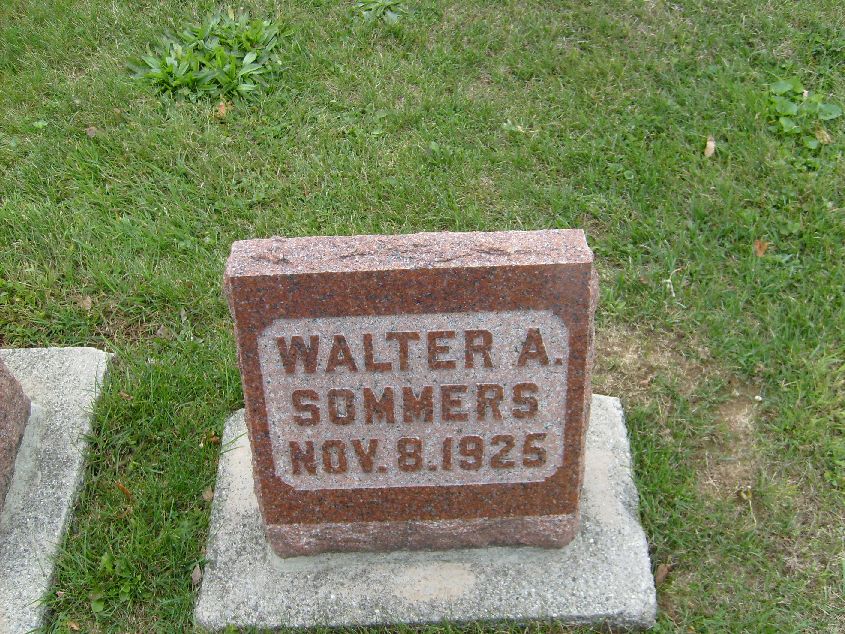 WALTER A.
SOMMERS
NOV. 8. 1925